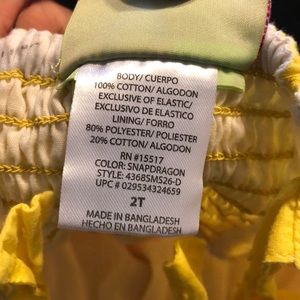 BODY/ CUERPO
100% COTTON/ ALGODON
EXCLUSIVE OF ELASTIC/
EXCLUSIVO DE ELASTICO
LINING/ FORRO
80% POLYESTER/ POLIESTER
20% COTTON/ ALGODON
RN #15517
COLOR: SNAPDRAGON
STYLE: 4368SM526-D
UPC # 029534324659
2T
MADE IN BANGLADESH
HECHO EN BANGLADESH